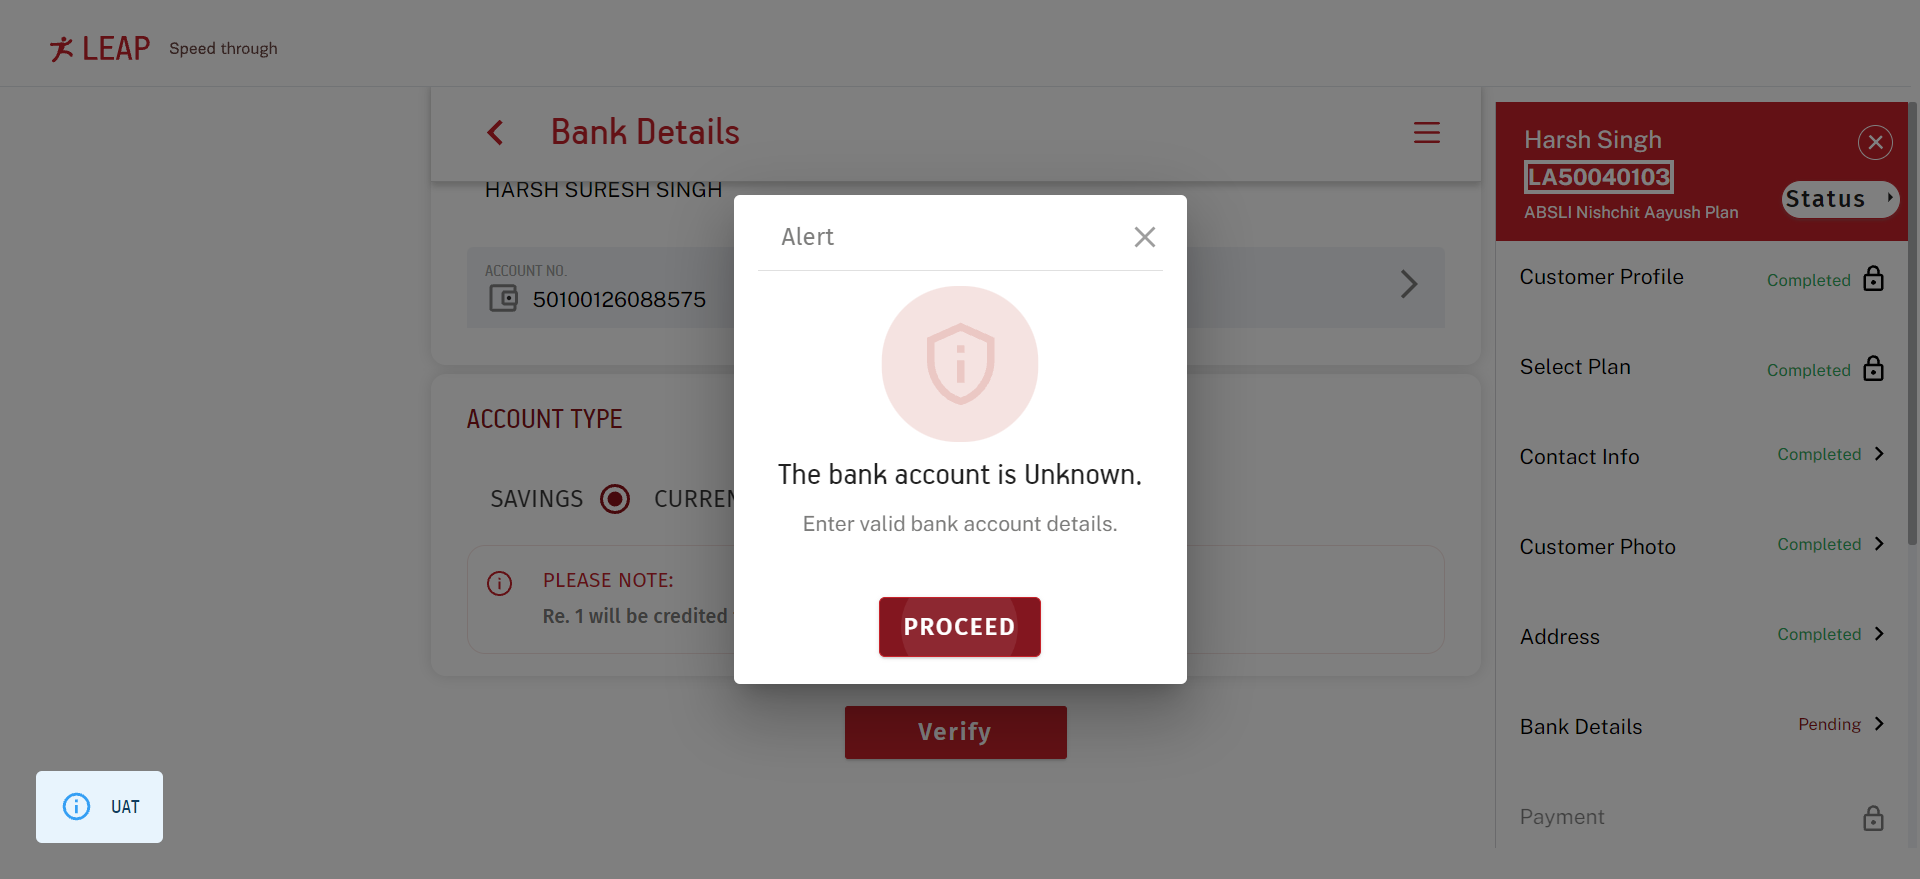 LEAP Speed through
Bank Details
HARSH SURESH SINGH
ACCOUNT NO.
50100126088575
ACCOUNT TYPE
SAVINGS
PLEASE NOTE:
Re. 1 will be credited
Verify
Alert
The bank account is Unknown.
Enter valid bank account details.
PROCEED
Harsh Singh
LA50040103
ABSLI Nishchit Aayush Plan
Status
Customer Profile Completed
Select Plan Completed
Contact Info Completed
Customer Photo Completed
Address Completed
Bank Details Pending
Payment
UAT